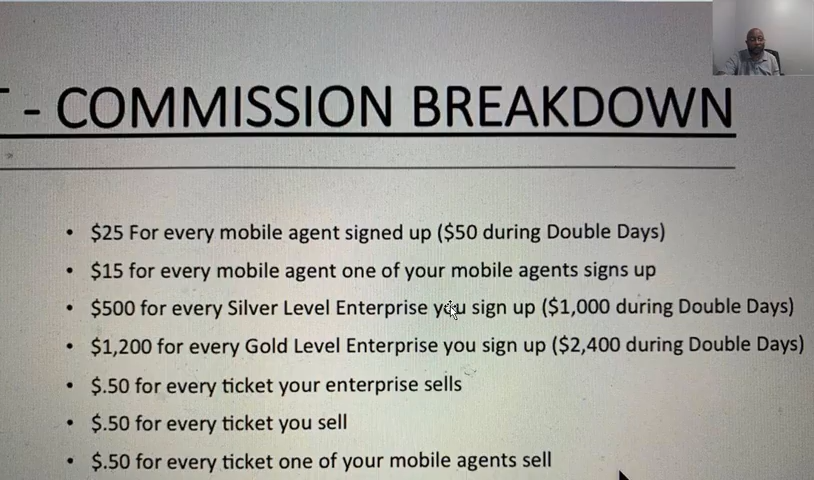 - COMMISSION BREAKDOWN
• $25 For every mobile agent signed up ($50 during Double Days)
• $15 for every mobile agent one of your mobile agents signs up
• $500 for every Silver Level Enterprise you sign up ($1,000 during Double Days)
• $1,200 for every Gold Level Enterprise you sign up ($2,400 during Double Days)
• $.50 for every ticket your enterprise sells
• $.50 for every ticket you sell
• $.50 for every ticket one of your mobile agents sell